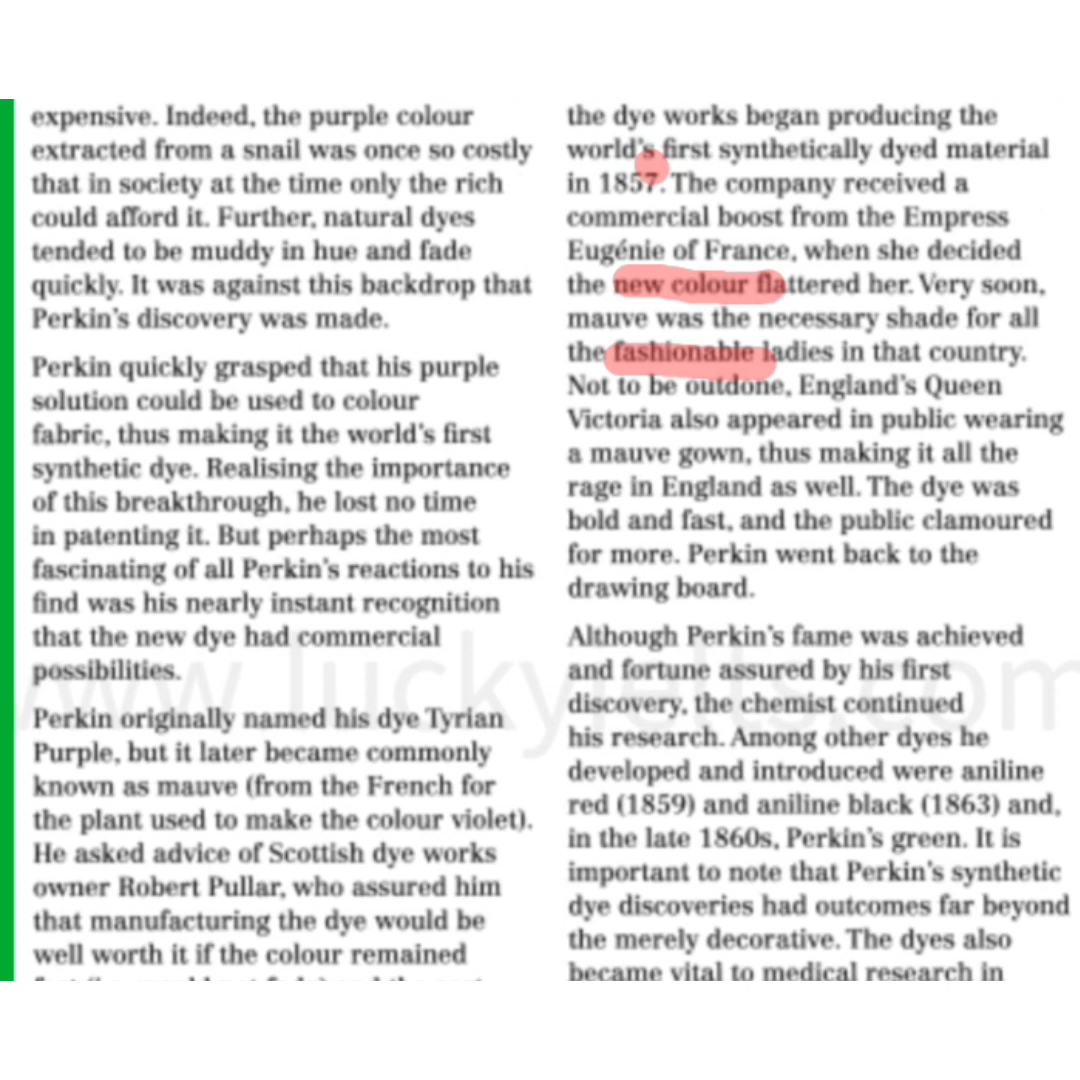 expensive. Indeed, the purple colour
extracted from a snail was once so costly
that in society at the time only the rich
could afford it. Further, natural dyes
tended to be muddy in hue and fade
quickly. It was against this backdrop that
Perkin's discovery was made.
Perkin quickly grasped that his purple
solution could be used to colour
fabric, thus making it the world's first
synthetic dye. Realising the importance
of this breakthrough, he lost no time
in patenting it. But perhaps the most
fascinating of all Perkin's reactions to his
find was his nearly instant recognition
that the new dye had commercial
possibilities.
Perkin originally named his dye Tyrian
Purple, but it later became commonly
known as mauve (from the French for
the plant used to make the colour violet).
He asked advice of Scottish dye works
owner Robert Pullar, who assured him
that manufacturing the dye would be
well worth it if the colour remained
the dye works began producing the
world's first synthetically dyed material
in 1857. The company received a
commercial boost from the Empress
Eugénie of France, when she decided
the new colour flattered her. Very soon,
mauve was the necessary shade for all
the fashionable ladies in that country.
Not to be outdone, England's Queen
Victoria also appeared in public wearing
a mauve gown, thus making it all the
rage in England as well. The dye was
bold and fast, and the public clamoured
for more. Perkin went back to the
drawing board.
Although Perkin's fame was achieved
and fortune assured by his first
discovery, the chemist continued
his research. Among other dyes he
developed and introduced were aniline
red (1859) and aniline black (1863) and,
in the late 1860s, Perkin's green. It is
important to note that Perkin's synthetic
dye discoveries had outcomes far beyond
the merely decorative. The dyes also
became vital to medical research in
www.luckyielts.com